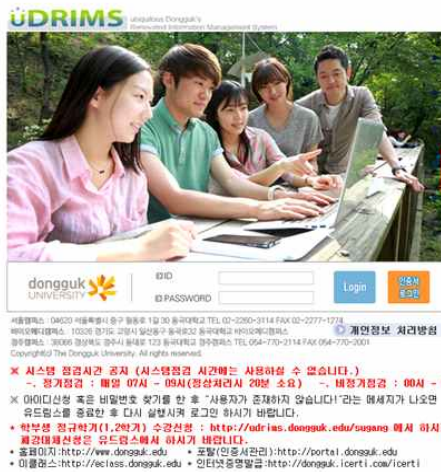 uDRIMS ubiquitous Dongguk's
Renovated Information Management System
dongguk
UNIVERSITY
ID
PASSWORD
Login
인증서
로그인
서울캠퍼스 : 04620 서울특별시 중구 필동로 1길 30 동국대학교 TEL 02-2260-3114 FAX 02-2277-1274
바이오메디캠퍼스 : 10326 경기도 고양시 일산동구 동국로32 동국대학교 바이오메디캠퍼스
개인정보 처리방침
경주캠퍼스 : 38066 경상북도 경주시 동대로 123 동국대학교 경주캠퍼스 TEL 054-770-2114 FAX 054-770-2001
Copyright(c) The Dongguk University. All rights reserved.
※ 시스템 점검시간 공지 (시스템점검 시간에는 사용하실 수 없습니다.)
-. 정기점검 : 매월 07시 - 09시(정상처리시 20분 소요) -. 비정기점검 : 00시 -
※ 아이디신청 혹은 비밀번호 찾기를 한 후 "사용자가 존재하지 않습니다!"라는 메세지가 나오면
유드림스를 종료한 후 다시 실행시켜 로그인 하시기 바랍니다.
* 학부생 정규학기(1,2학기) 수강신청 : http://udrims.dongguk.edu/sugang 에서 하시
폐강대체신청은 유드림스에서 하시기 바랍니다.
* 홈페이지:http://www.dongguk.edu * 포탈(인증서관리):http://portal.dongguk.edu
* 이클래스:http://eclass.dongguk.edu * 인터넷증명발급:http://donguk.icerti.com/icerti